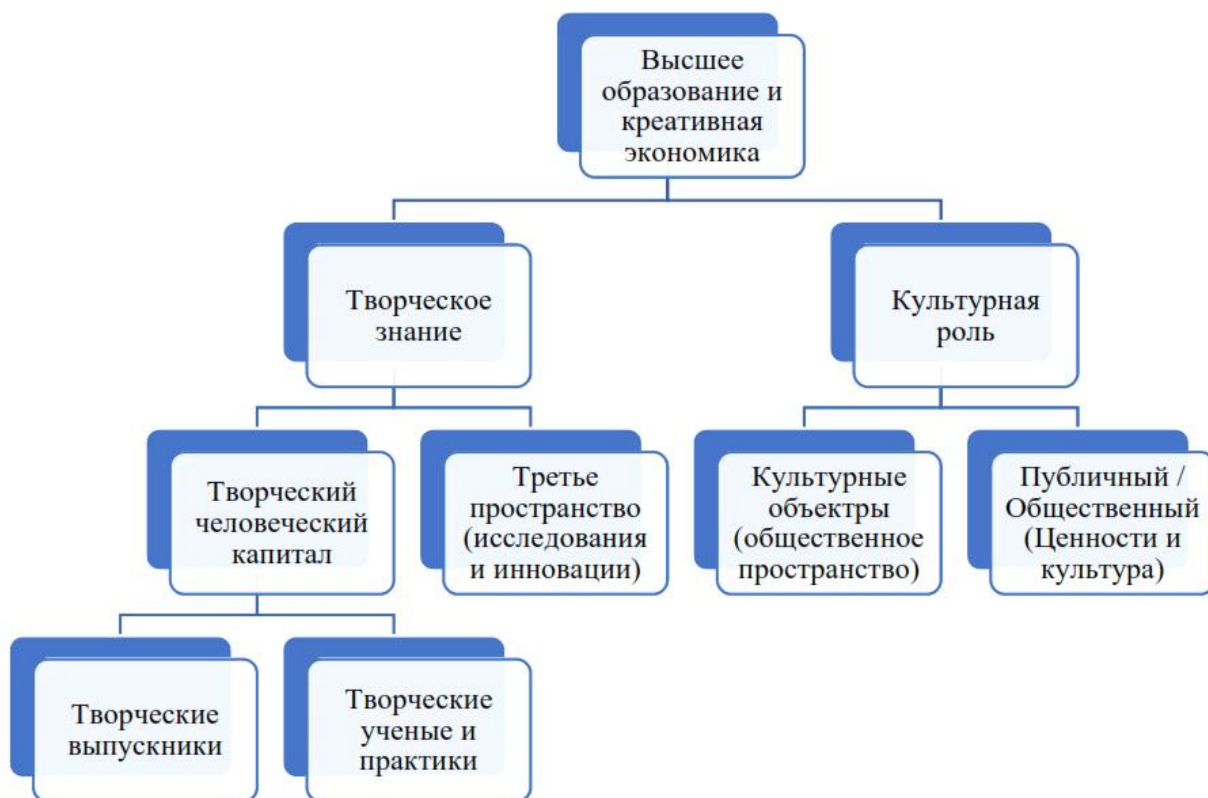 Высшее
образование и
креативная
экономика
Творческое
знание
Культурная
роль
Творческий
человеческий
капитал
Третье
пространство
(исследования
и инновации)
Культурные
объектры
(общественное
пространство)
Публичный /
Общественный
(Ценности и
культура)
Творческие
выпускники
Творческие
ученые и
практики